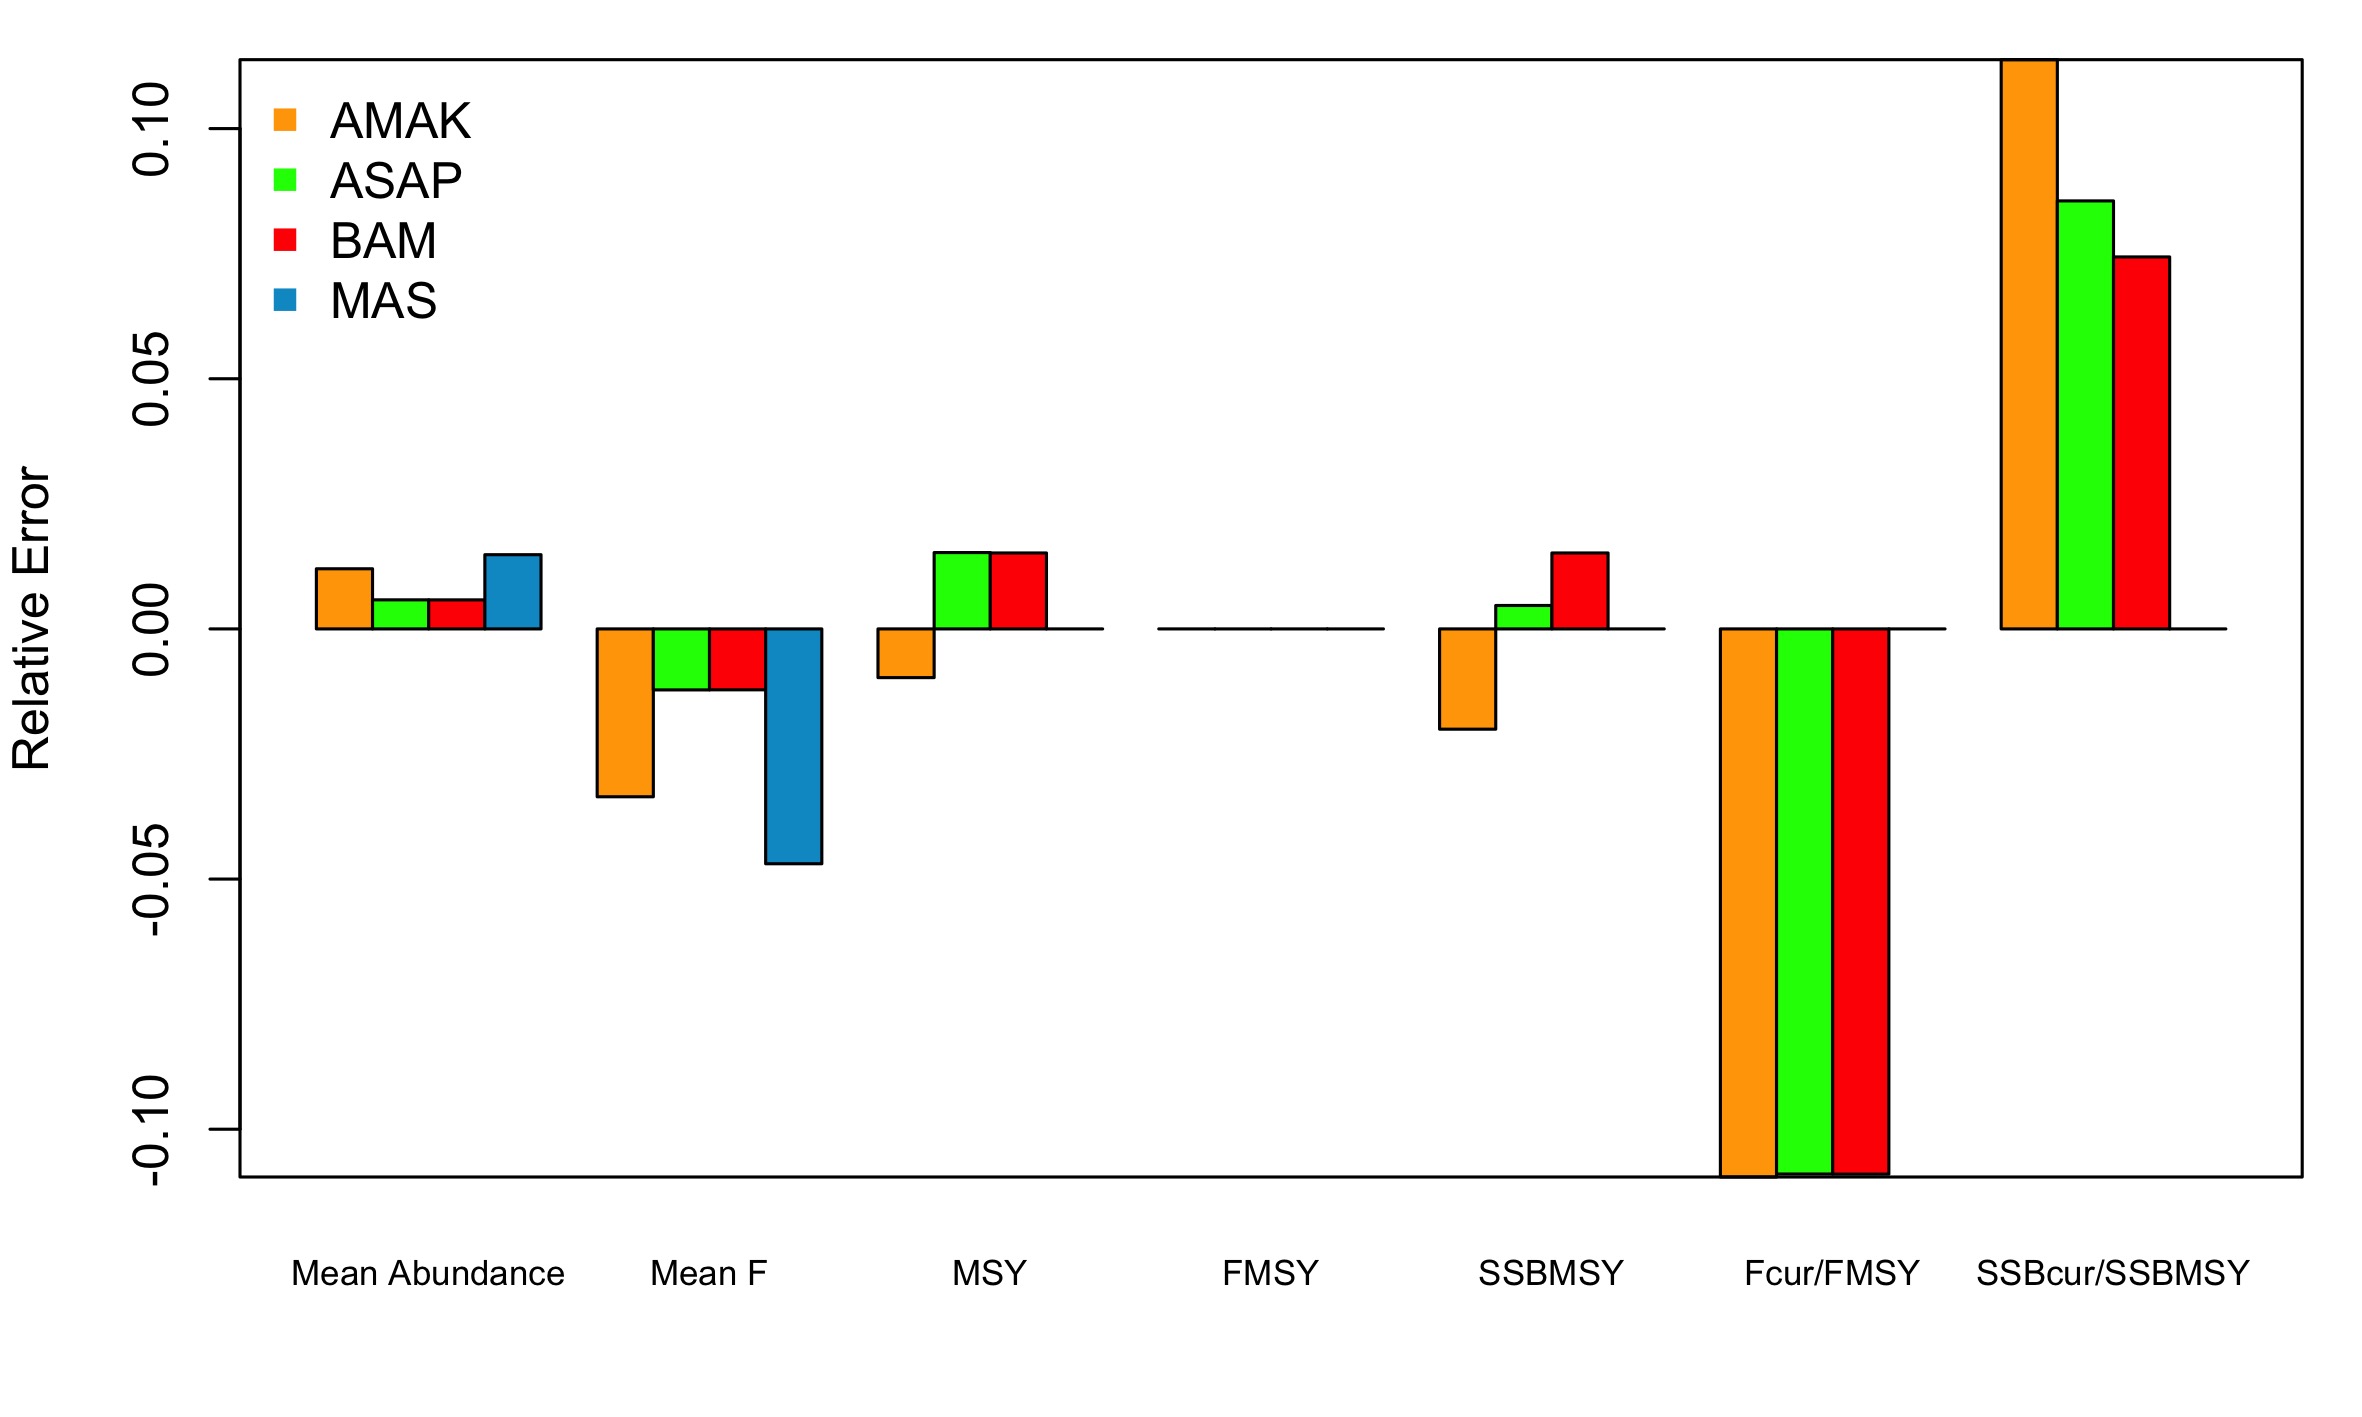 AMAK
ASAP
BAM
MAS
Relative Error
0.10
0.05
0.00
-0.05
-0.10
Mean Abundance Mean F MSY FMSY SSBMSY Fcur/FMSY SSBcur/SSBMSY